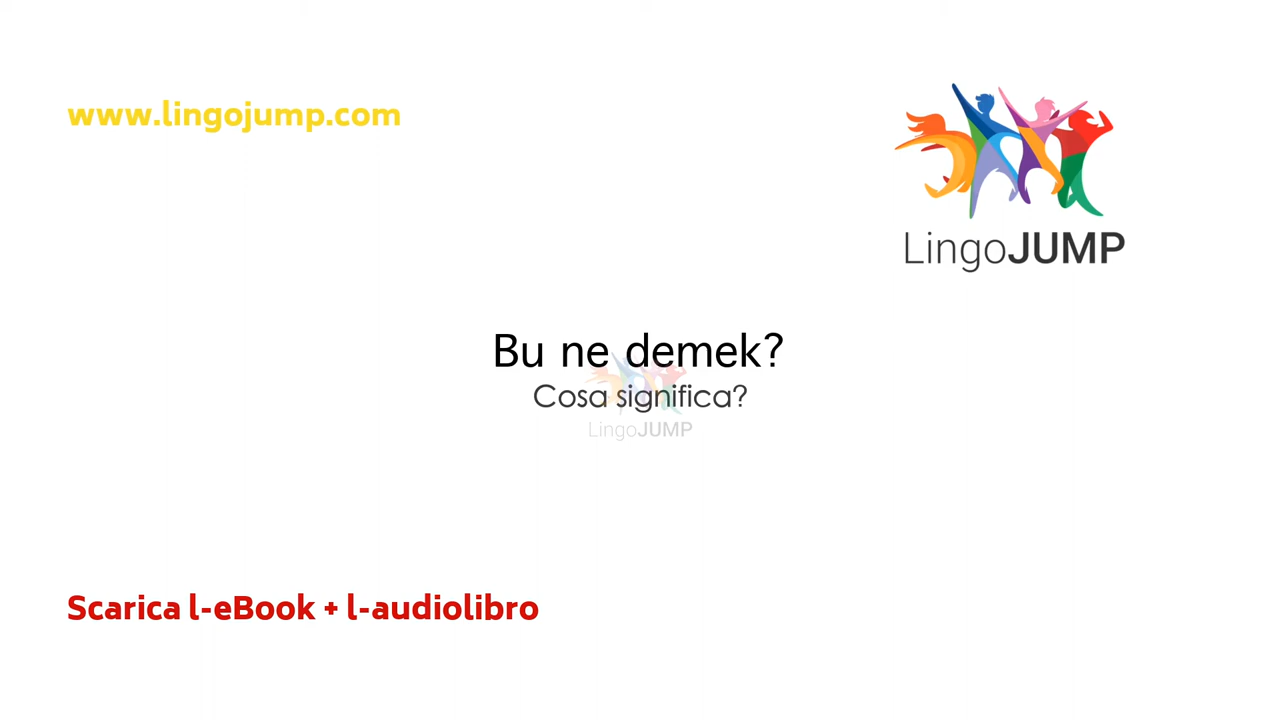 www.lingojump.com
LingoJUMP
Bu ne demek?
Cosa significa?
LingoJUMP
Scarica l-eBook + l-audiolibro